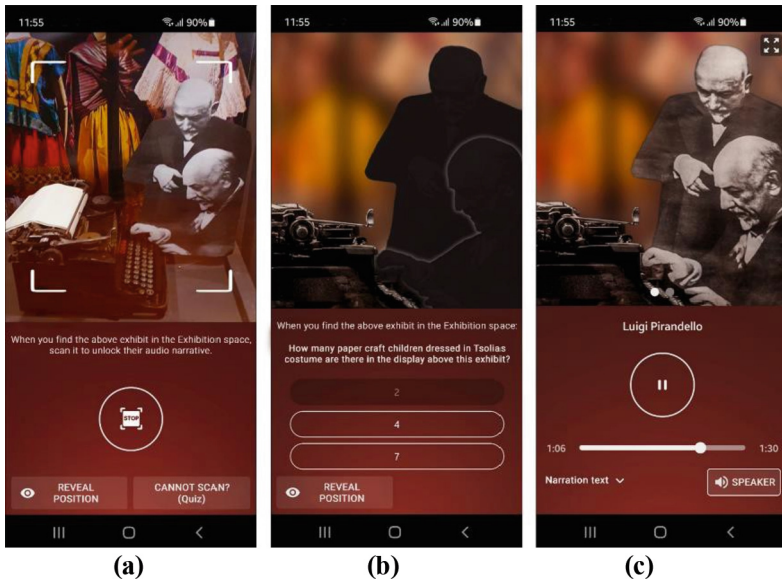 11:55
90%
When you find the above exhibit in the Exhibition space,
scan it to unlock their audio narrative.
STOP
REVEAL
POSITION
CANNOT SCAN?
(Quiz)
(a)
11:55
90%
When you find the above exhibit in the Exhibition space:
How many paper craft children dressed in Tsolias
costume are there in the display above this exhibit?
2
4
7
REVEAL
POSITION
(b)
11:55
90%
Luigi Pirandello
1:06
1:30
Narration text
SPEAKER
(c)